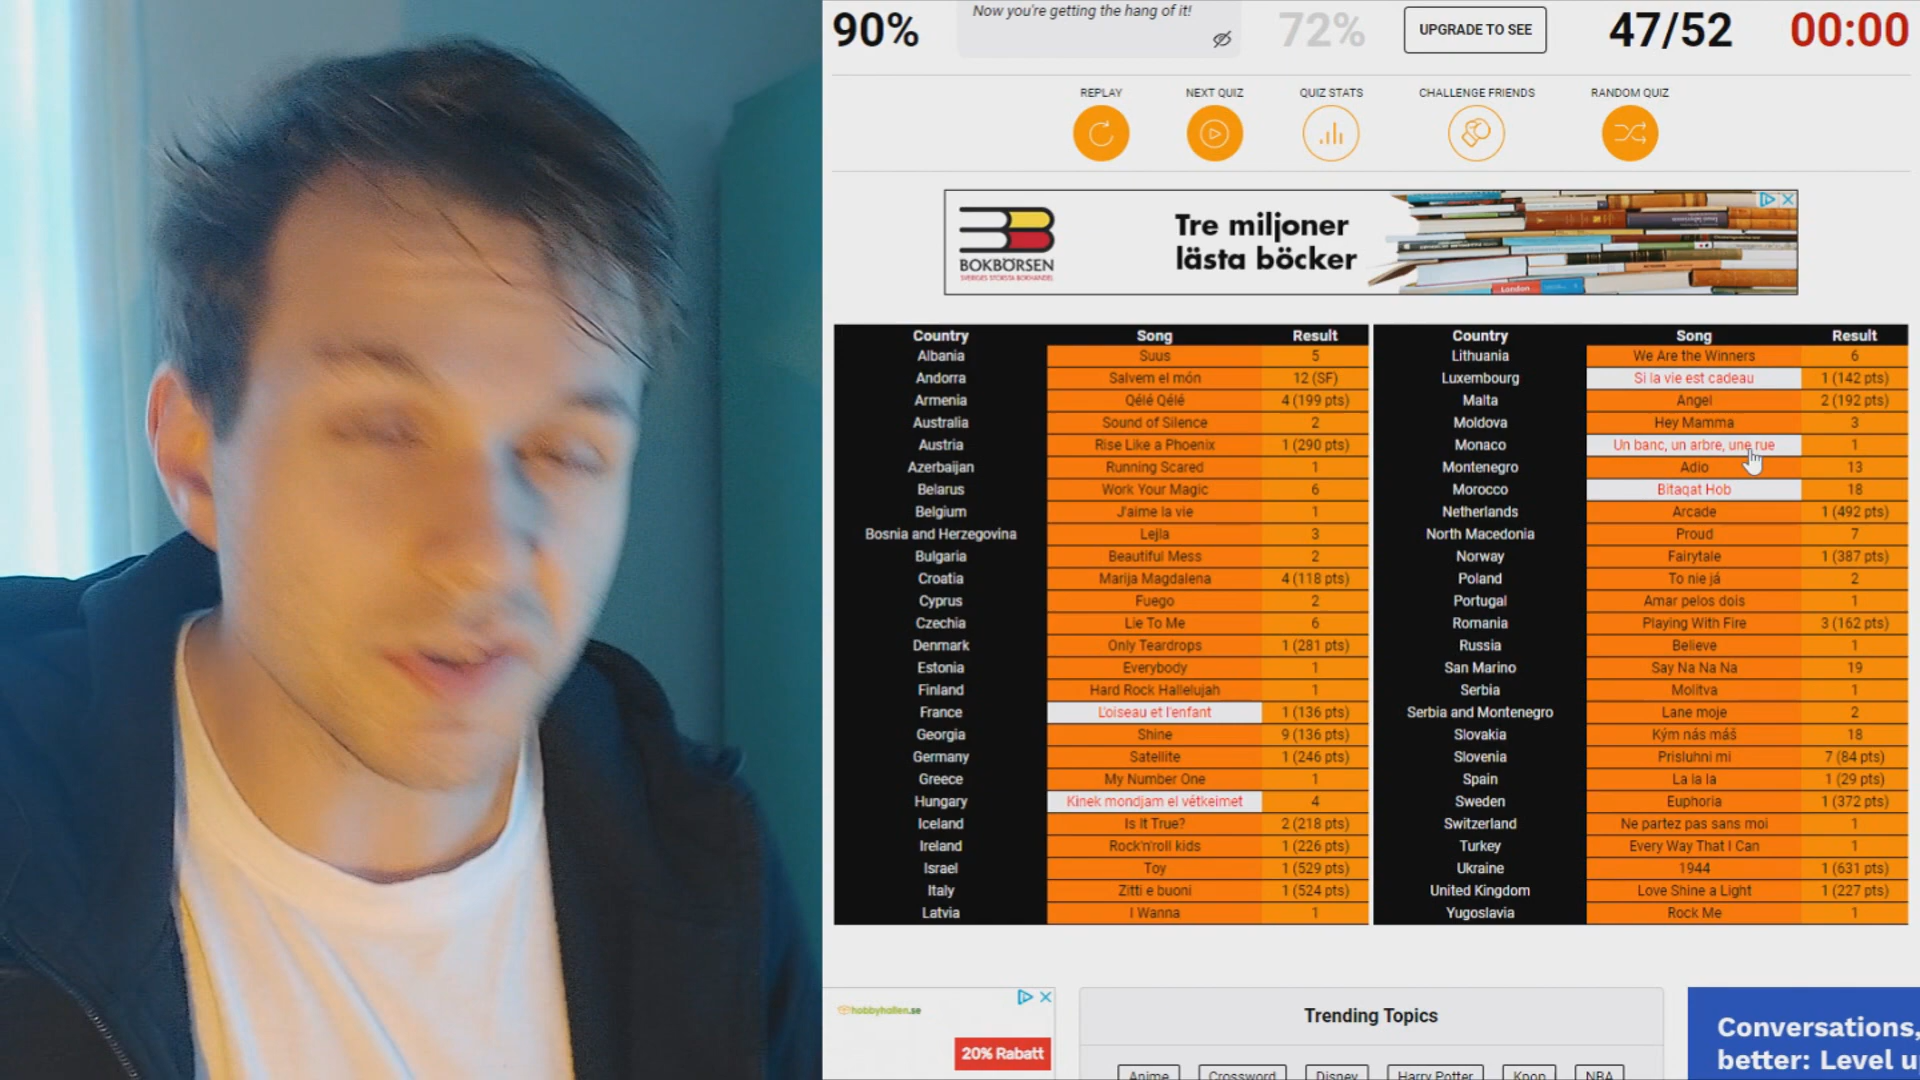 90%
Now you're getting the hang of it!
72%
UPGRADE TO SEE
47/52
00:00
REPLAY
NEXT QUIZ
QUIZ STATS
CHALLENGE FRIENDS
RANDOM QUIZ
BOKBÖRSEN
SVERIGES STÖRSTA BOKHANDEL
Tre miljoner
lästa böcker
London
Country Song Result
Albania Suus 5
Andorra Salvem el món 12 (SF)
Armenia Qélé Qélé 4 (199 pts)
Australia Sound of Silence 2
Austria Rise Like a Phoenix 1 (290 pts)
Azerbaijan Running Scared 1
Belarus Work Your Magic 6
Belgium J'aime la vie 1
Bosnia and Herzegovina Lejla 3
Bulgaria Beautiful Mess 2
Croatia Marija Magdalena 4 (118 pts)
Cyprus Fuego 2
Czechia Lie To Me 6
Denmark Only Teardrops 1 (281 pts)
Estonia Everybody 1
Finland Hard Rock Hallelujah 1
France L'oiseau et l'enfant 1 (136 pts)
Georgia Shine 9 (136 pts)
Germany Satellite 1 (246 pts)
Greece My Number One 1
Hungary Kinek mondjam el vétkeimet 4
Iceland Is It True? 2 (218 pts)
Ireland Rock'n'roll kids 1 (226 pts)
Israel Toy 1 (529 pts)
Italy Zitti e buoni 1 (524 pts)
Latvia I Wanna 1
Country Song Result
Lithuania We Are the Winners 6
Luxembourg Si la vie est cadeau 1 (142 pts)
Malta Angel 2 (192 pts)
Moldova Hey Mamma 3
Monaco Un banc, un arbre, une rue 1
Montenegro Adio 13
Morocco Bitaqat Hob 18
Netherlands Arcade 1 (492 pts)
North Macedonia Proud 7
Norway Fairytale 1 (387 pts)
Poland To nie já 2
Portugal Amar pelos dois 1
Romania Playing With Fire 3 (162 pts)
Russia Believe 1
San Marino Say Na Na Na 19
Serbia Molitva 1
Serbia and Montenegro Lane moje 2
Slovakia Kým nás máš 18
Slovenia Prisluhni mi 7 (84 pts)
Spain La la la 1 (29 pts)
Sweden Euphoria 1 (372 pts)
Switzerland Ne partez pas sans moi 1
Turkey Every Way That I Can 1
Ukraine 1944 1 (631 pts)
United Kingdom Love Shine a Light 1 (227 pts)
Yugoslavia Rock Me 1
hobbyhallen.se
20% Rabatt
Trending Topics
Anime
Crossword
Disney
Harry Potter
Kpop
NBA
Conversations,
better: Level u